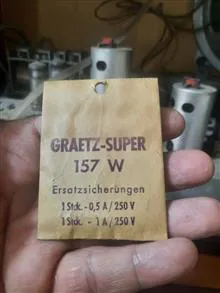 GRAETZ-SUPER
157 W
Ersatzsicherungen
1 Stck. - 0,5 A / 250 V
1 Stck. - 1 A / 250 V